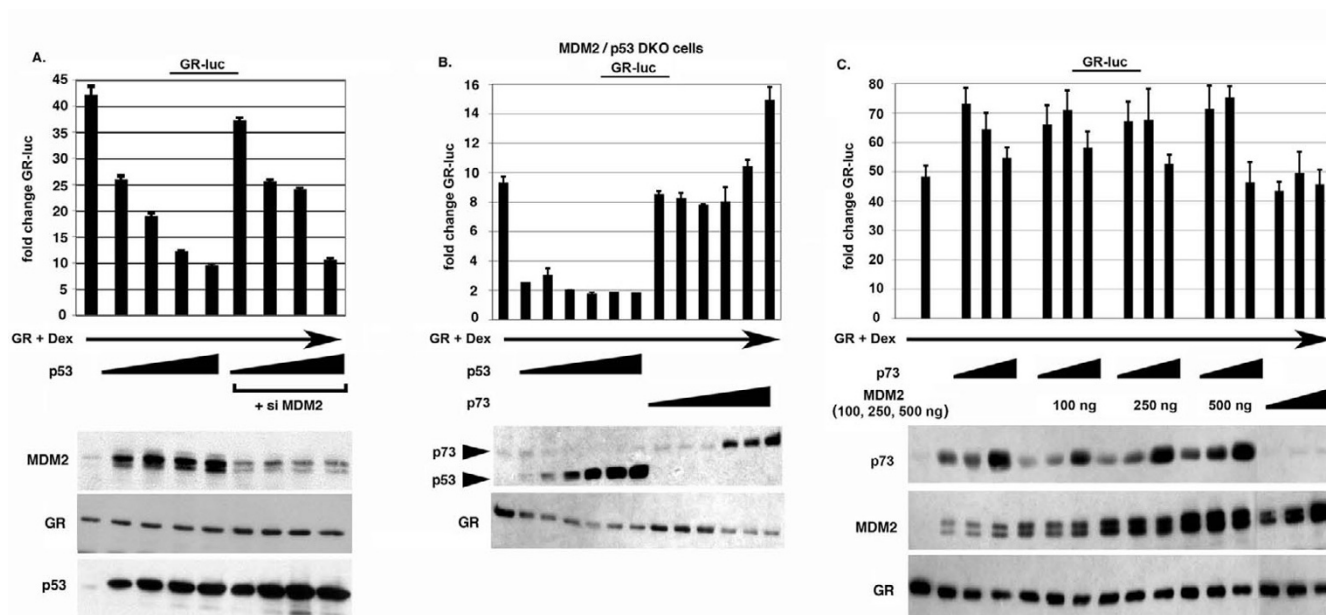 A.
GR-luc
45
40
35
30
25
20
15
10
5
0
fold change GR-luc
GR + Dex
p53
+ si MDM2
MDM2
GR
p53
B.
MDM2 / p53 DKO cells
GR-luc
16
14
12
10
8
6
4
2
0
fold change GR-luc
GR + Dex
p53
p73
p73
p53
GR
C.
GR-luc
80
70
60
50
40
30
20
10
0
fold change GR-luc
GR + Dex
p73
MDM2
(100, 250, 500 ng)
100 ng 250 ng 500 ng
p73
MDM2
GR